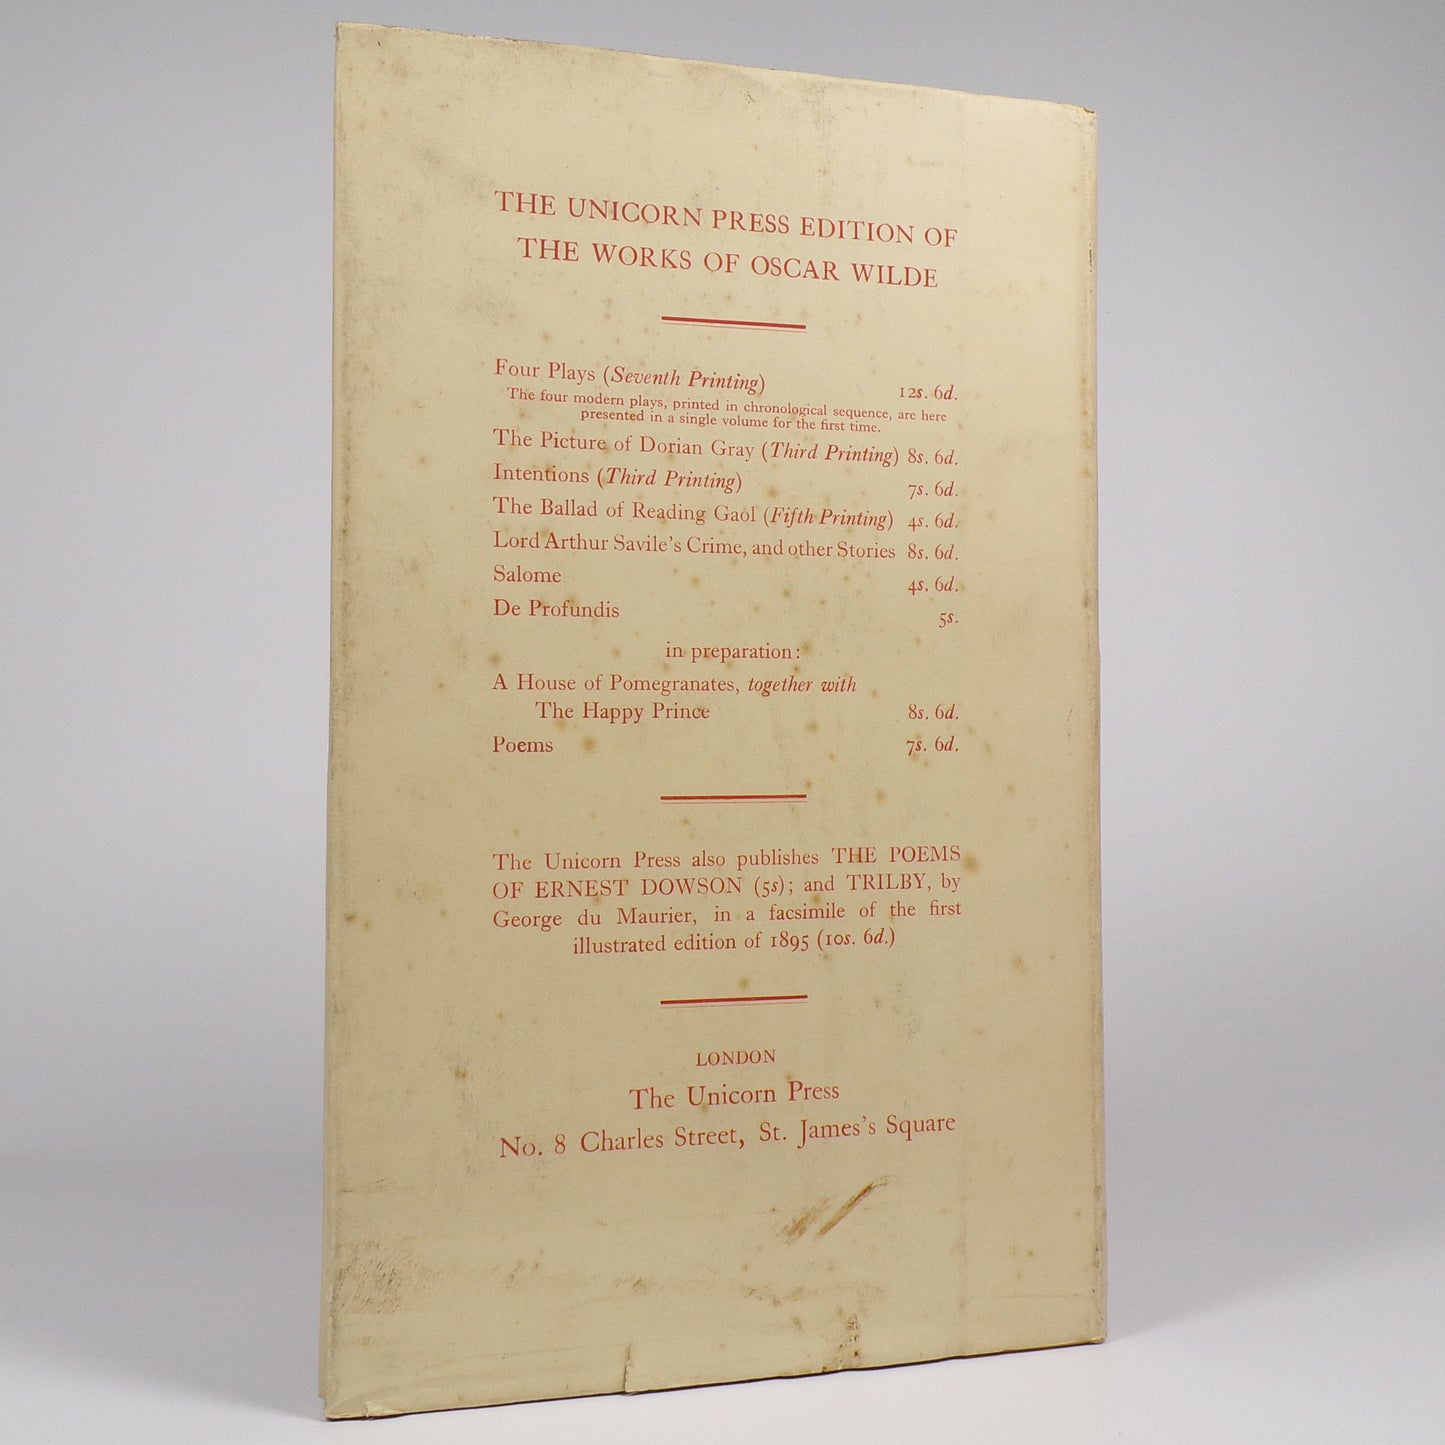 THE UNICORN PRESS EDITION OF
THE WORKS OF OSCAR WILDE
Four Plays (Seventh Printing) 12s. 6d.
The four modern plays, printed in chronological sequence, are here
presented in a single volume for the first time.
The Picture of Dorian Gray (Third Printing) 8s. 6d.
Intentions (Third Printing) 7s. 6d.
The Ballad of Reading Gaol (Fifth Printing) 4s. 6d.
Lord Arthur Savile's Crime, and other Stories 8s. 6d.
Salome 4s. 6d.
De Profundis 5s.
in preparation:
A House of Pomegranates, together with
The Happy Prince 8s. 6d.
Poems 7s. 6d.
The Unicorn Press also publishes THE POEMS
OF ERNEST DOWSON (5s); and TRILBY, by
George du Maurier, in a facsimile of the first
illustrated edition of 1895 (10s. 6d.)
LONDON
The Unicorn Press
No. 8 Charles Street, St. James's Square